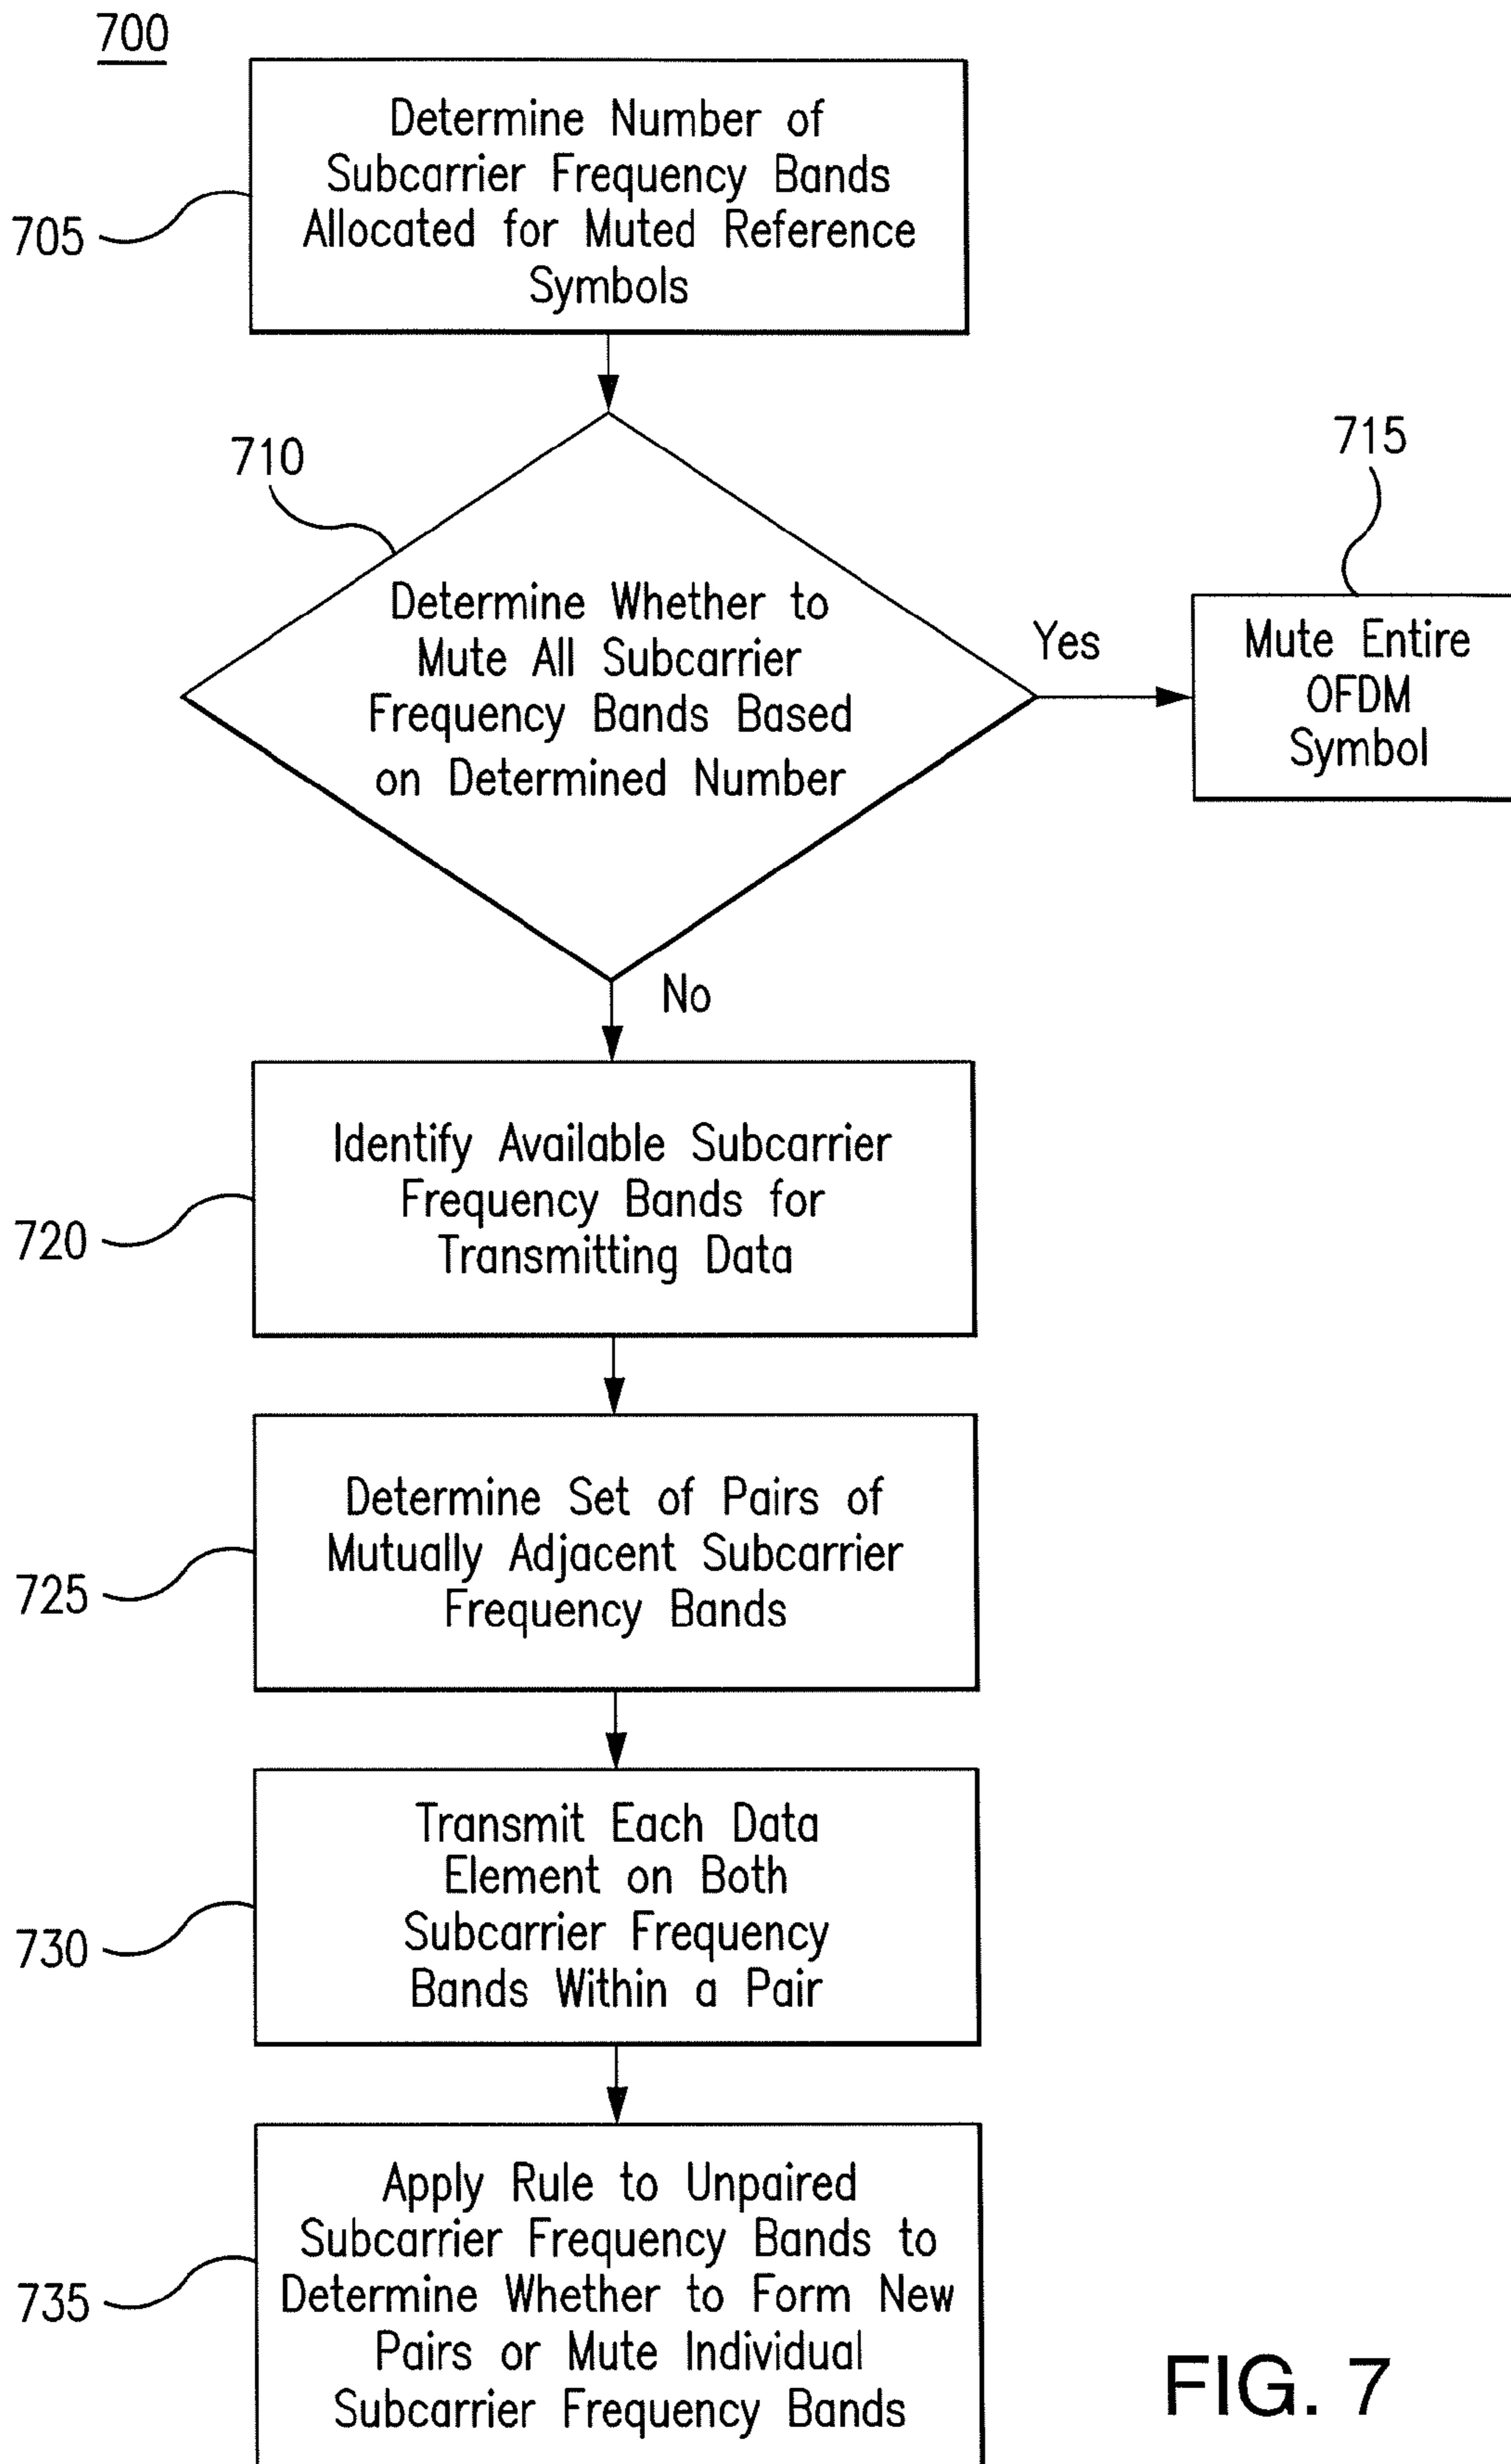 700
Determine Number of
Subcarrier Frequency Bands
Allocated for Muted Reference
Symbols
705
710
715
Determine Whether to
Mute All Subcarrier
Frequency Bands Based
on Determined Number
Yes
Mute Entire
OFDM
Symbol
No
Identify Available Subcarrier
Frequency Bands for
Transmitting Data
720
Determine Set of Pairs of
Mutually Adjacent Subcarrier
Frequency Bands
725
Transmit Each Data
Element on Both
Subcarrier Frequency
Bands Within a Pair
730
Apply Rule to Unpaired
Subcarrier Frequency Bands to
Determine Whether to Form New
Pairs or Mute Individual
Subcarrier Frequency Bands
735
FIG. 7